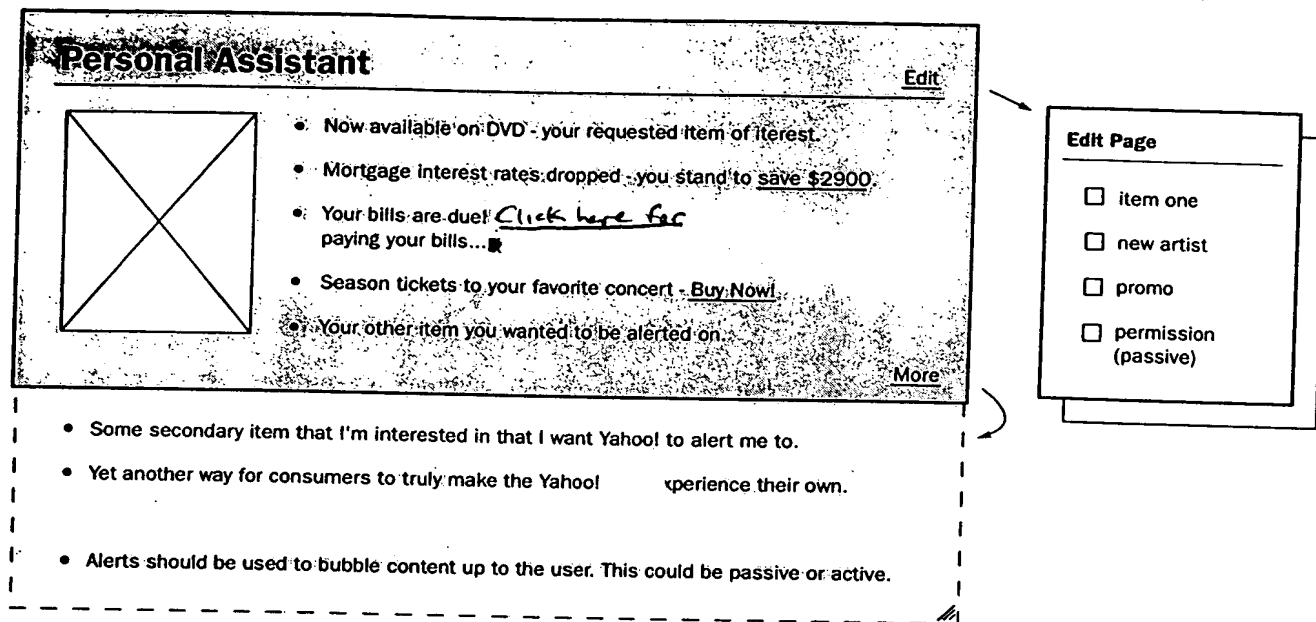 Personal Assistant
Edit
• Now available on DVD - your requested item of iterest.
• Mortgage interest rates dropped - you stand to save $2900.
• Your bills are due! Click here for
paying your bills...
• Season tickets to your favorite concert - Buy Now!
• Your other item you wanted to be alerted on.
More
• Some secondary item that I'm interested in that I want Yahoo! to alert me to.
• Yet another way for consumers to truly make the Yahoo! xperience their own.
• Alerts should be used to bubble content up to the user. This could be passive or active.
Edit Page
item one
new artist
promo
permission
(passive)